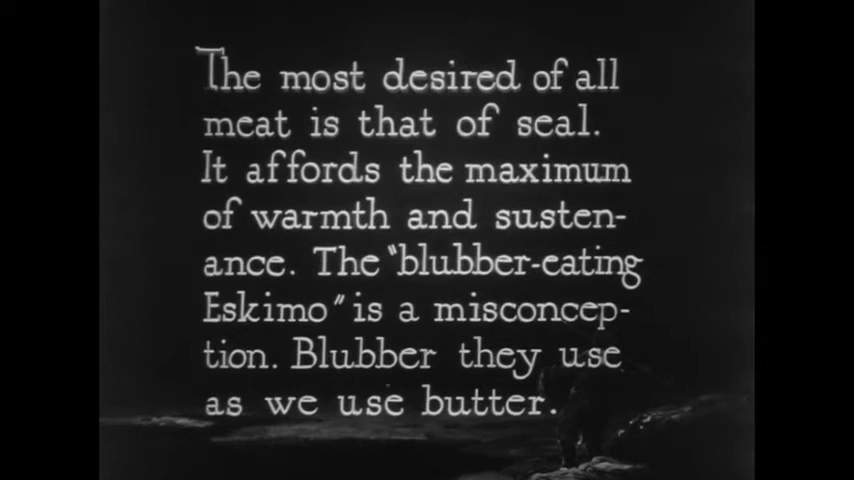 The most desired of all
meat is that of seal.
It affords the maximum
of warmth and susten-
ance. The "blubber-eating
Eskimo" is a misconcep-
tion. Blubber they use
as we use butter.